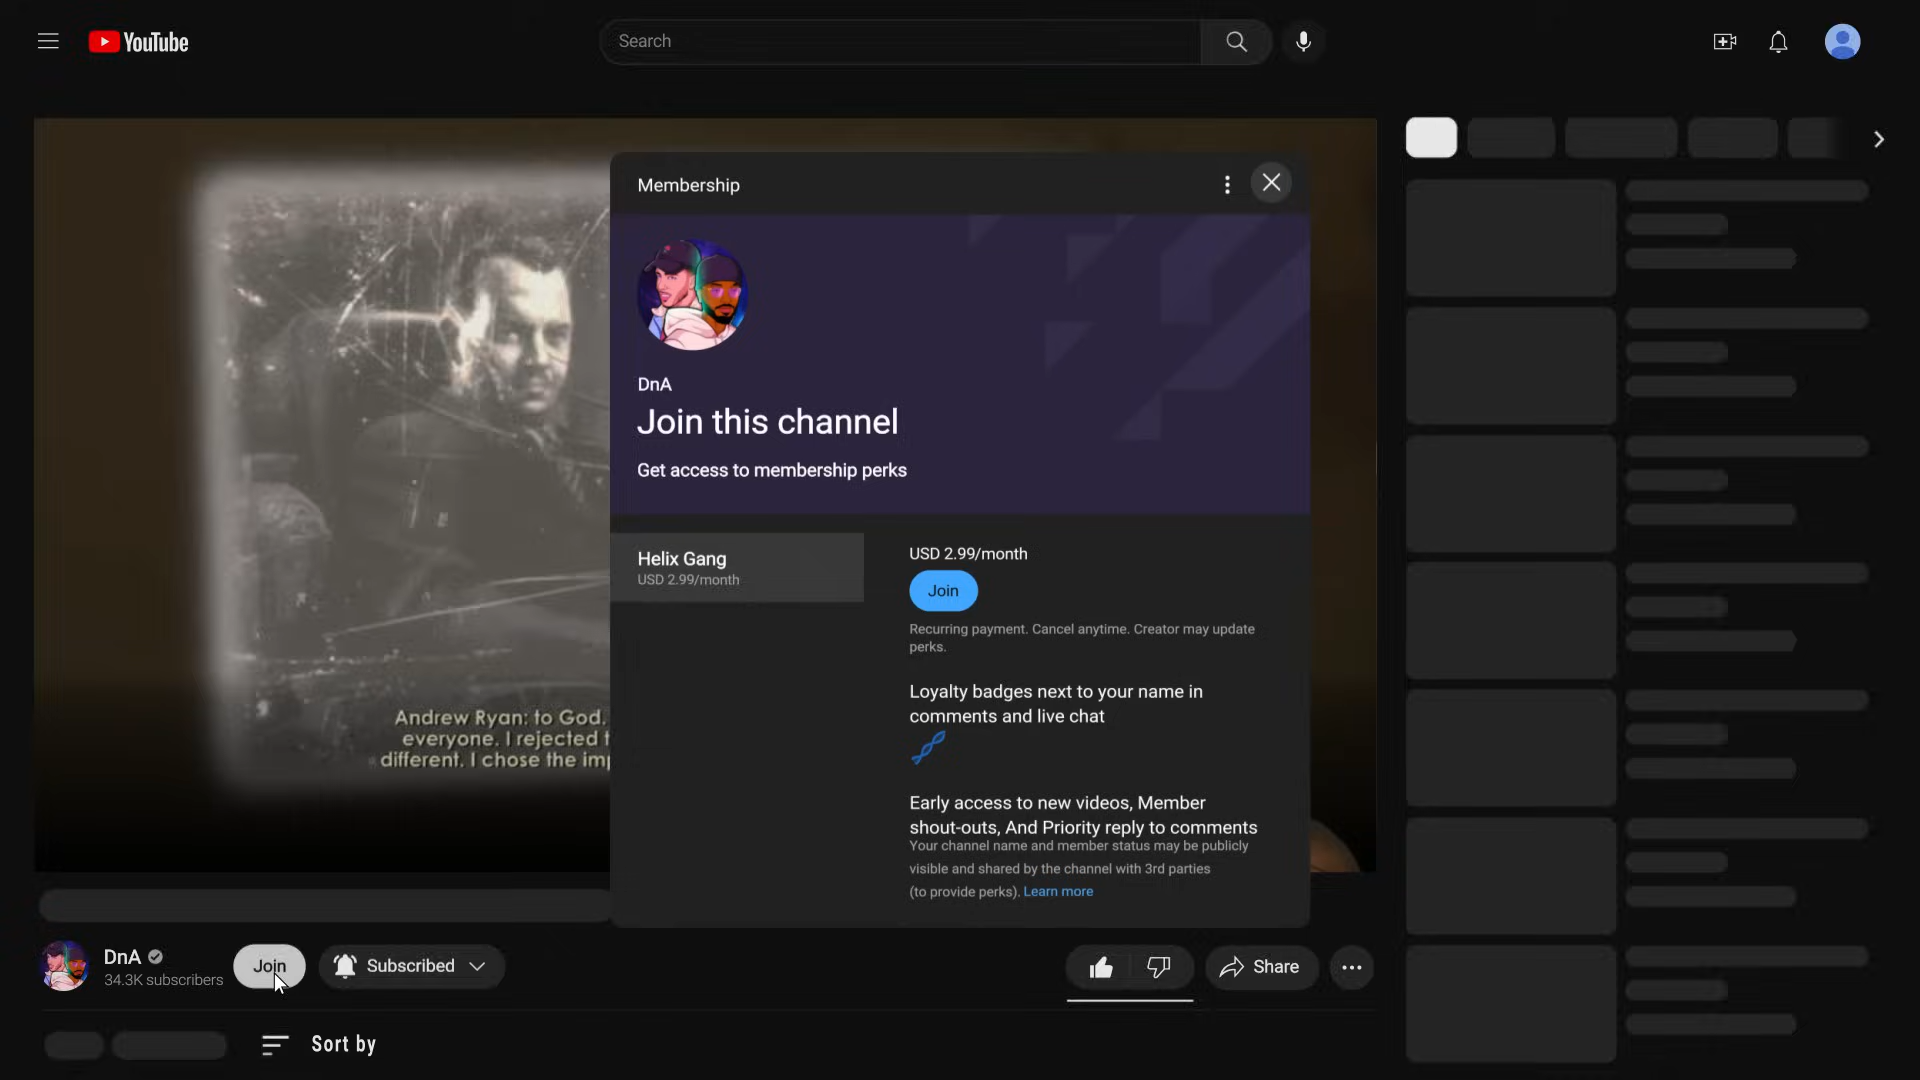 YouTube
Search
Membership
DnA
Join this channel
Get access to membership perks
Helix Gang
USD 2.99/month
USD 2.99/month
Join
Recurring payment. Cancel anytime. Creator may update
perks.
Loyalty badges next to your name in
comments and live chat
Early access to new videos, Member
shout-outs, And Priority reply to comments
Your channel name and member status may be publicly
visible and shared by the channel with 3rd parties
(to provide perks). Learn more
Andrew Ryan: to God.
everyone. I rejected
different. I chose the
DnA
34.3K subscribers
Join
Subscribed
Share
Sort by